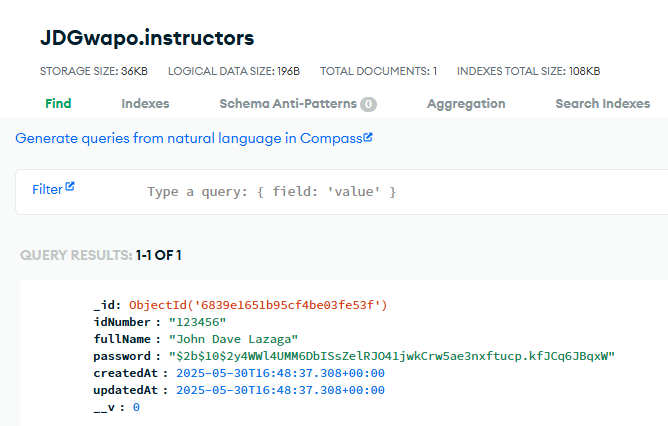 JDGwapo.instructors
STORAGE SIZE: 36KB LOGICAL DATA SIZE: 196B TOTAL DOCUMENTS: 1 INDEXES TOTAL SIZE: 108KB
Find Indexes Schema Anti-Patterns 0 Aggregation Search Indexes
Generate queries from natural language in Compass
Filter Type a query: { field: 'value' }
QUERY RESULTS: 1-1 OF 1
_id: ObjectId('6839e1651b95cf4be03fe53f')
idNumber : "123456"
fullName : "John Dave Lazaga"
password : "$2b$10$2y4WWl4UMM6DbISsZelRJO41jwkCrw5ae3nxftucp.kfJCq6JBqxW"
createdAt : 2025-05-30T16:48:37.308+00:00
updatedAt : 2025-05-30T16:48:37.308+00:00
__v : 0